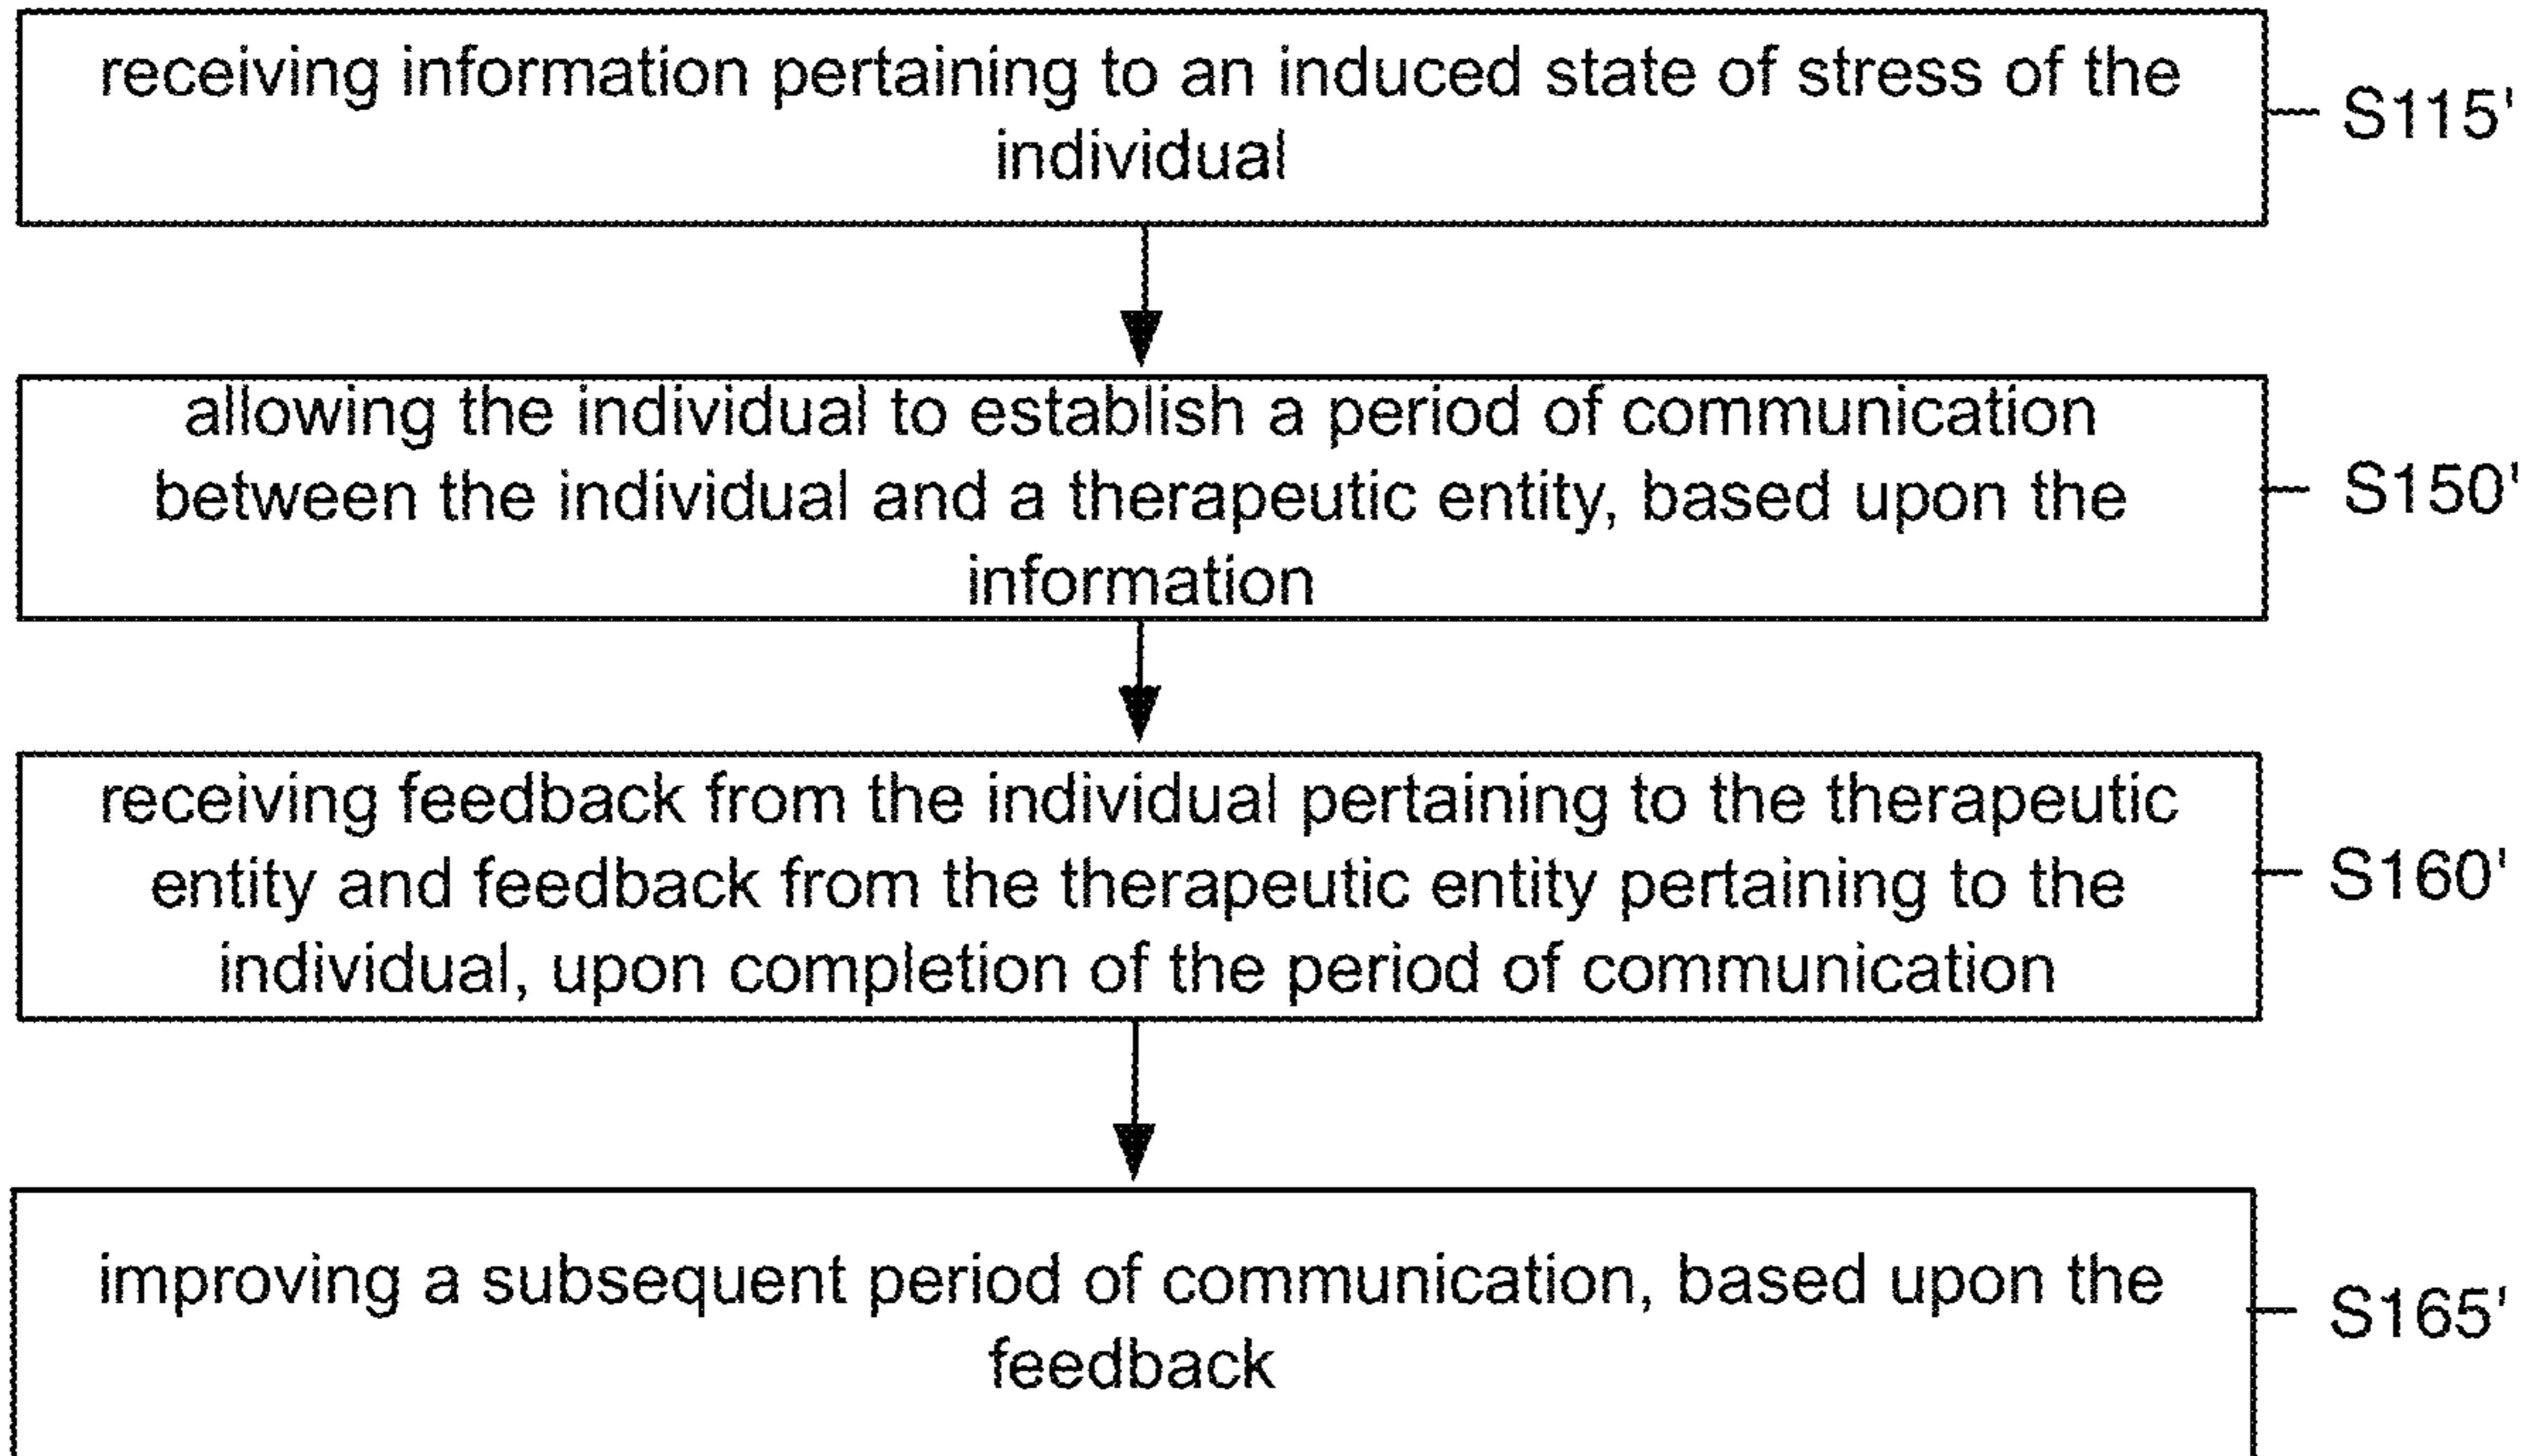 receiving information pertaining to an induced state of stress of the
individual
S115'
allowing the individual to establish a period of communication
between the individual and a therapeutic entity, based upon the
information
S150'
receiving feedback from the individual pertaining to the therapeutic
entity and feedback from the therapeutic entity pertaining to the
individual, upon completion of the period of communication
S160'
improving a subsequent period of communication, based upon the
feedback
S165'